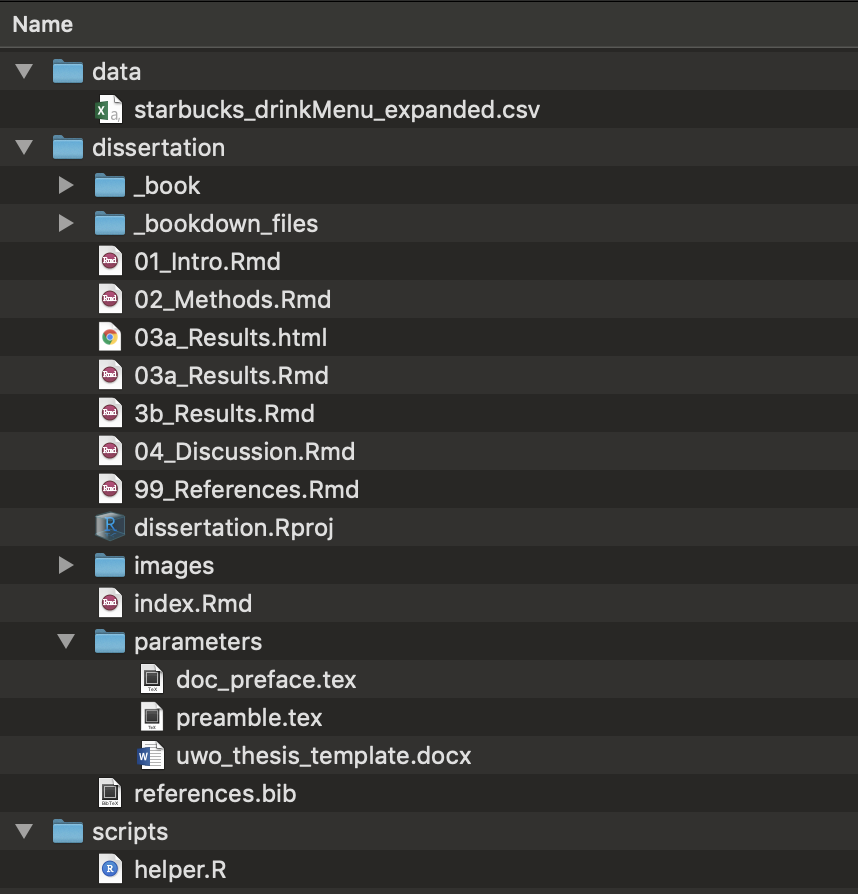 Name
data
starbucks_drinkMenu_expanded.csv
dissertation
_book
_bookdown_files
01_Intro.Rmd
02_Methods.Rmd
03a_Results.html
03a_Results.Rmd
3b_Results.Rmd
04_Discussion.Rmd
99_References.Rmd
dissertation.Rproj
images
index.Rmd
parameters
doc_preface.tex
preamble.tex
uwo_thesis_template.docx
references.bib
scripts
helper.R